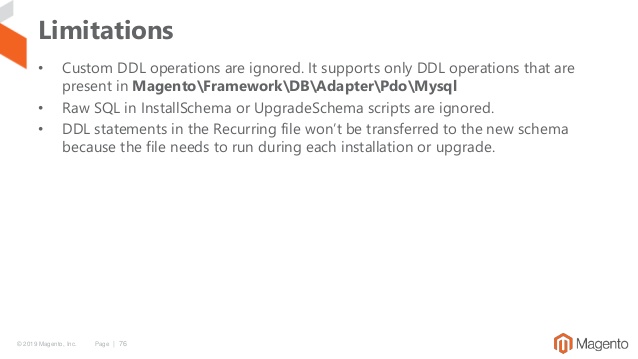 Limitations
• Custom DDL operations are ignored. It supports only DDL operations that are
present in Magento\Framework\DB\Adapter\Pdo\Mysql
• Raw SQL in InstallSchema or UpgradeSchema scripts are ignored.
• DDL statements in the Recurring file won’t be transferred to the new schema
because the file needs to run during each installation or upgrade.
© 2019 Magento, Inc. Page | 76
Magento